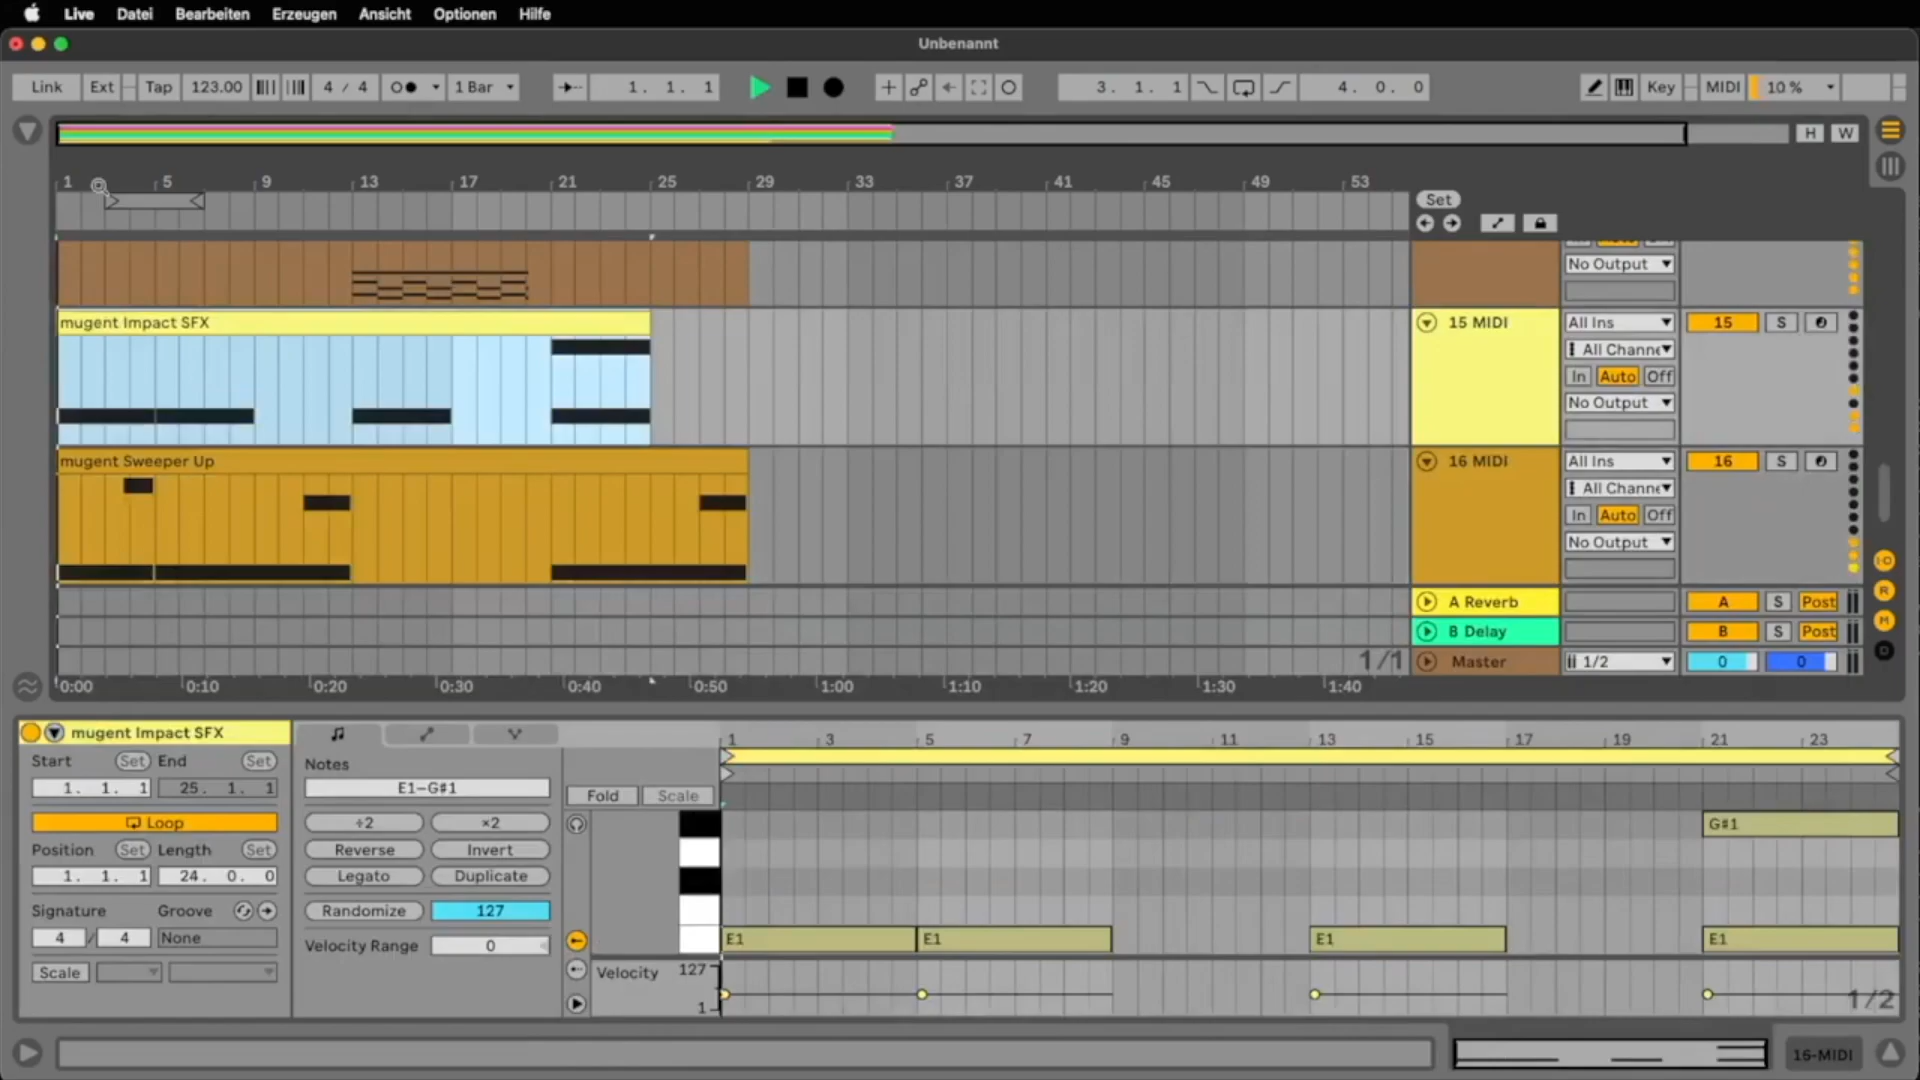 Live Datei Bearbeiten Erzeugen Ansicht Optionen Hilfe
Unbenannt
Link Ext Tap 123.00 4 / 4 1 Bar 1. 1. 1 3. 1. 1 4. 0. 0 Key MIDI 10 %
H W
1 5 9 13 17 21 25 29 33 37 41 45 49 53
Set
No Output
mugent Impact SFX
15 MIDI All Ins 15 S
All Channe
In Auto Off
No Output
mugent Sweeper Up
16 MIDI All Ins 16 S
All Channe
In Auto Off
No Output
I·O
A Reverb A S Post
R
B Delay B S Post
M
1/1
Master 1/2 0 0
D
0:00 0:10 0:20 0:30 0:40 0:50 1:00 1:10 1:20 1:30 1:40
mugent Impact SFX
Start Set End Set
1. 1. 1 25. 1. 1
Loop
Position Set Length Set
1. 1. 1 24. 0. 0
Signature Groove
4 / 4 None
Scale
Notes
E1–G#1
÷2 ×2
Reverse Invert
Legato Duplicate
Randomize 127
Velocity Range 0
1 3 5 7 9 11 13 15 17 19 21 23
Fold Scale
G#1
E1 E1 E1 E1
Velocity 127
1
1/2
16-MIDI